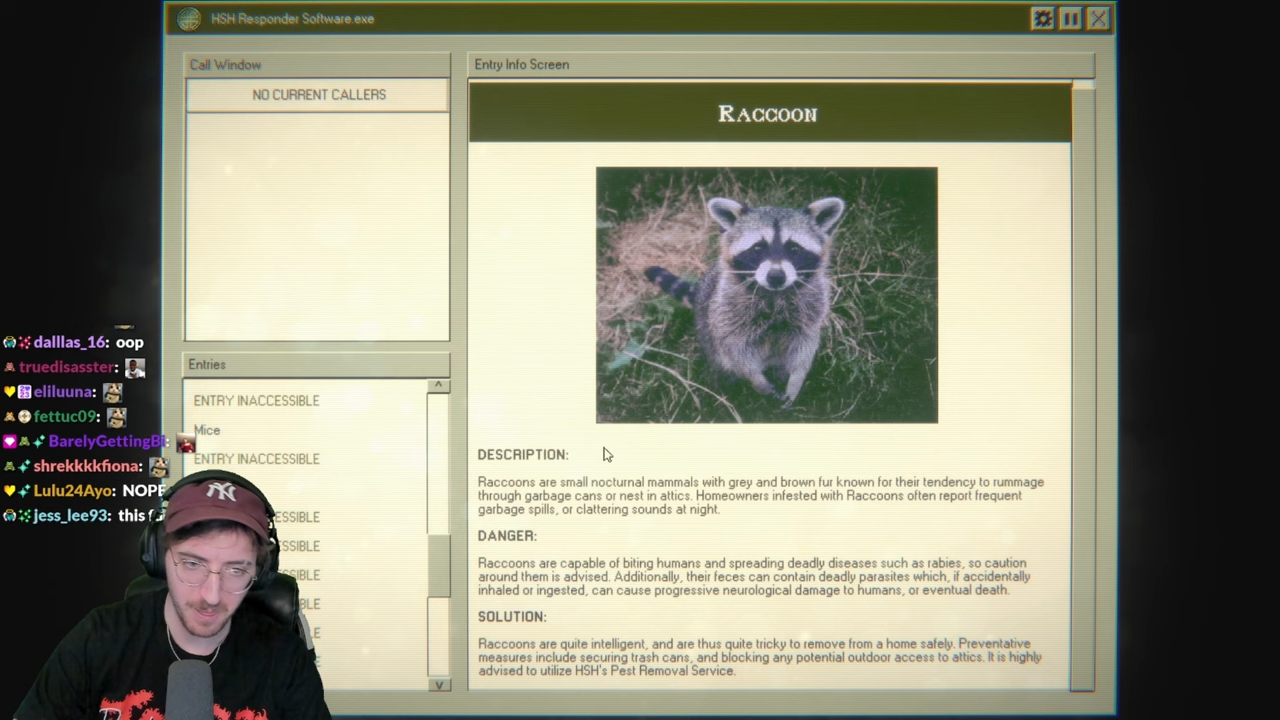 HSH Responder Software.exe
Call Window
NO CURRENT CALLERS
Entry Info Screen
RACCOON
DESCRIPTION:
Raccoons are small nocturnal mammals with grey and brown fur known for their tendency to rummage
through garbage cans or nest in attics. Homeowners infested with Raccoons often report frequent
garbage spills, or clattering sounds at night.
DANGER:
Raccoons are capable of biting humans and spreading deadly diseases such as rabies, so caution
around them is advised. Additionally, their feces can contain deadly parasites which, if accidentally
inhaled or ingested, can cause progressive neurological damage to humans, or eventual death.
SOLUTION:
Raccoons are quite intelligent, and are thus quite tricky to remove from a home safely. Preventative
measures include securing trash cans, and blocking any potential outdoor access to attics. It is highly
advised to utilize HSH's Pest Removal Service.
Entries
ENTRY INACCESSIBLE
Mice
ENTRY INACCESSIBLE
dalllas_16: oop
truedisasster:
eliluuna:
fettuc09:
shrekkkkfiona:
Lulu24Ayo: NOPE
jess_lee93: this
NY